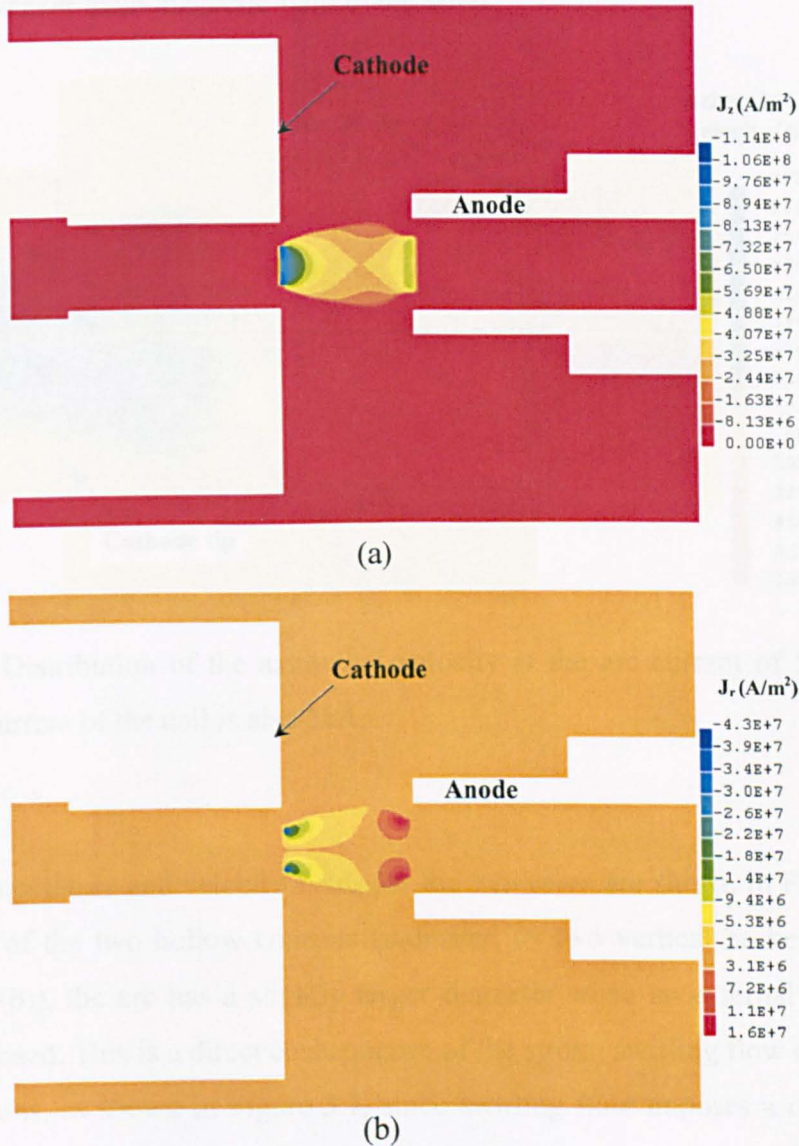 Cathode
J_z (A/m²)
-1.14E+8
-1.06E+8
-9.76E+7
-8.94E+7
-8.13E+7
-7.32E+7
-6.50E+7
-5.69E+7
-4.88E+7
-4.07E+7
-3.25E+7
-2.44E+7
-1.63E+7
-8.13E+6
0.00E+0
Anode
(a)
Cathode
J_r (A/m²)
-4.3E+7
-3.9E+7
-3.4E+7
-3.0E+7
-2.6E+7
-2.2E+7
-1.8E+7
-1.4E+7
-9.4E+6
-5.3E+6
-1.1E+6
3.1E+6
7.2E+6
1.1E+7
1.6E+7
Anode
(b)